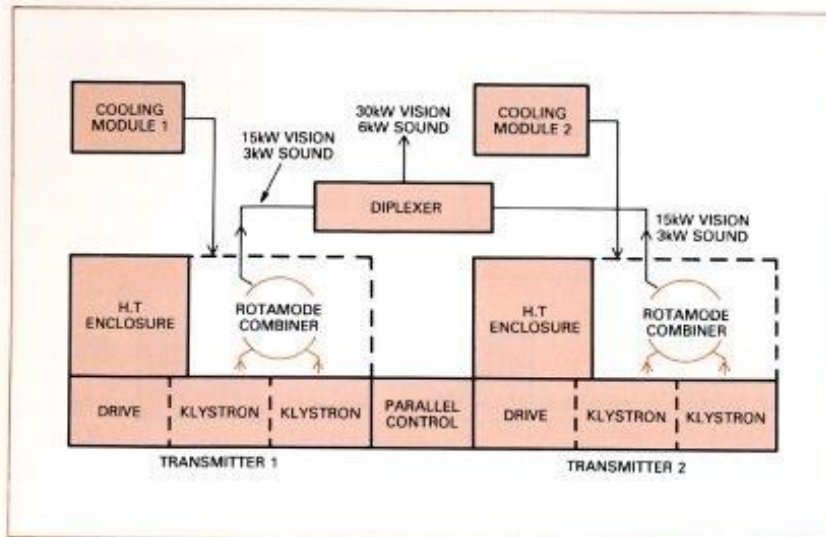 COOLING
MODULE 1
15kW VISION
3kW SOUND
30kW VISION
6kW SOUND
COOLING
MODULE 2
DIPLEXER
15kW VISION
3kW SOUND
H.T
ENCLOSURE
ROTAMODE
COMBINER
H.T
ENCLOSURE
ROTAMODE
COMBINER
DRIVE
KLYSTRON
KLYSTRON
PARALLEL
CONTROL
DRIVE
KLYSTRON
KLYSTRON
TRANSMITTER 1
TRANSMITTER 2